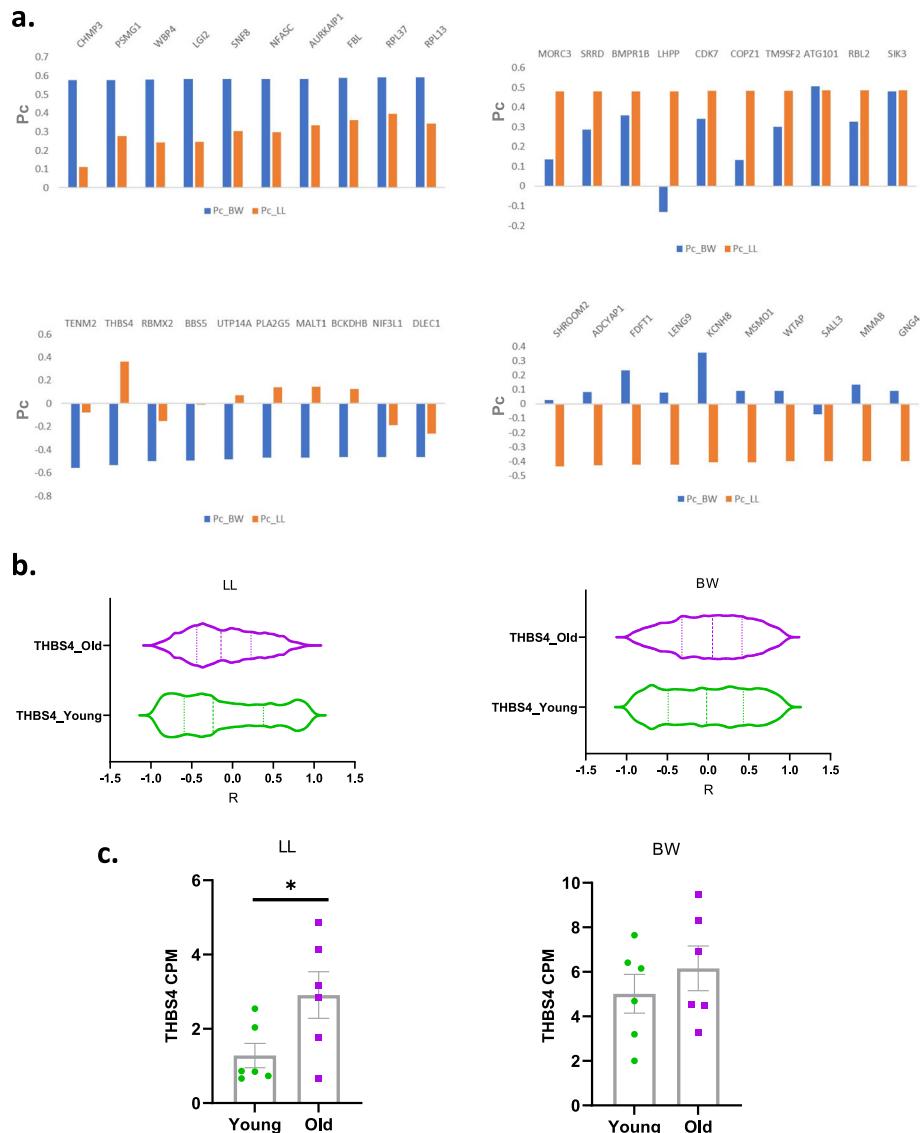 a.
CHMP3 PSMG1 WBP4 LGI2 SNF8 NFASC AURKAIP1 FBL RPL37 RPL13
0.7
0.6
0.5
0.4
0.3
0.2
0.1
0
Pc
Pc_BW Pc_LL
MORC3 SRRD BMPR1B LHPP CDK7 COPZ1 TM9SF2 ATG101 RBL2 SIK3
0.6
0.5
0.4
0.3
0.2
0.1
0
-0.1
-0.2
Pc
Pc_BW Pc_LL
TENM2 THBS4 RBMX2 BBS5 UTP14A PLA2G5 MALT1 BCKDHB NIF3L1 DLEC1
0.4
0.2
0
-0.2
-0.4
-0.6
-0.8
Pc
Pc_BW Pc_LL
SHROOM2 ADCYAP1 FDFT1 LENG9 KCNH8 MSMO1 WTAP SALL3 MMAB GNG4
0.4
0.3
0.2
0.1
0
-0.1
-0.2
-0.3
-0.4
-0.5
Pc
Pc_BW Pc_LL
b.
LL
THBS4_Old
THBS4_Young
-1.5 -1.0 -0.5 0.0 0.5 1.0 1.5
R
BW
THBS4_Old
THBS4_Young
-1.5 -1.0 -0.5 0.0 0.5 1.0 1.5
R
c.
LL
*
6
4
2
0
THBS4 CPM
Young Old
BW
10
8
6
4
2
0
THBS4 CPM
Young Old